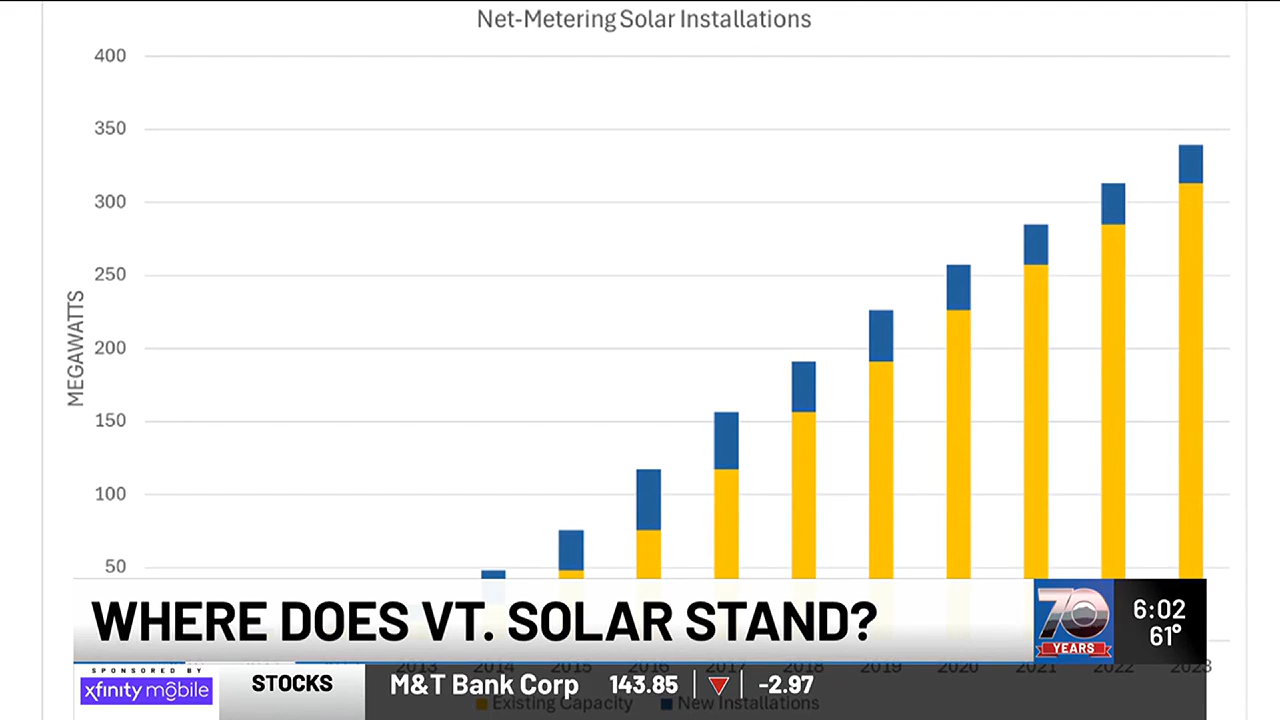 Net-Metering Solar Installations
400
350
300
250
200
150
100
50
MEGAWATTS
WHERE DOES VT. SOLAR STAND?
70
YEARS
6:02
61°
2013 2014 2015 2016 2017 2018 2019 2020 2021 2022 2023
SPONSORED BY
xfinity mobile
STOCKS
M&T Bank Corp 143.85 -2.97
Existing Capacity New Installations